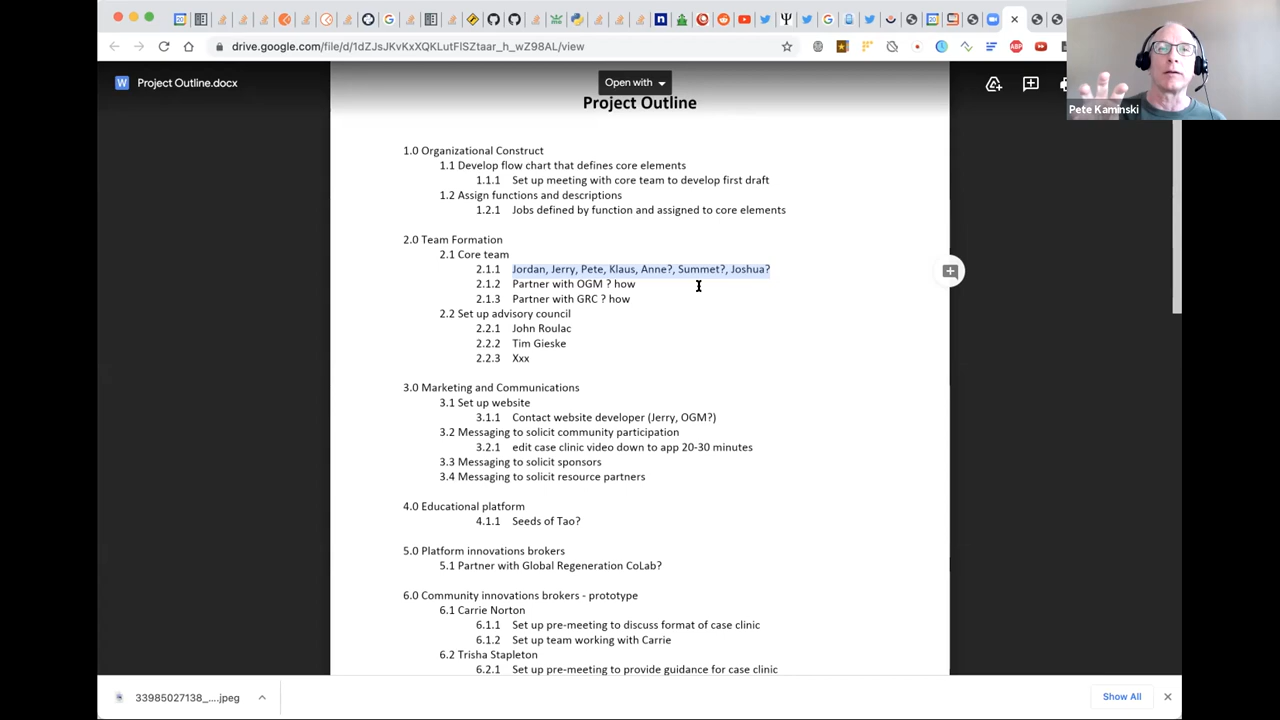 drive.google.com/file/d/1dZJsJKvKxXQKLutFlSZtaar_h_wZ98AL/view
Project Outline.docx
Open with
Pete Kaminski
Project Outline
1.0 Organizational Construct
1.1 Develop flow chart that defines core elements
1.1.1 Set up meeting with core team to develop first draft
1.2 Assign functions and descriptions
1.2.1 Jobs defined by function and assigned to core elements
2.0 Team Formation
2.1 Core team
2.1.1 Jordan, Jerry, Pete, Klaus, Anne?, Summet?, Joshua?
2.1.2 Partner with OGM ? how
2.1.3 Partner with GRC ? how
2.2 Set up advisory council
2.2.1 John Roulac
2.2.2 Tim Gieske
2.2.3 Xxx
3.0 Marketing and Communications
3.1 Set up website
3.1.1 Contact website developer (Jerry, OGM?)
3.2 Messaging to solicit community participation
3.2.1 edit case clinic video down to app 20-30 minutes
3.3 Messaging to solicit sponsors
3.4 Messaging to solicit resource partners
4.0 Educational platform
4.1.1 Seeds of Tao?
5.0 Platform innovations brokers
5.1 Partner with Global Regeneration CoLab?
6.0 Community innovations brokers - prototype
6.1 Carrie Norton
6.1.1 Set up pre-meeting to discuss format of case clinic
6.1.2 Set up team working with Carrie
6.2 Trisha Stapleton
6.2.1 Set up pre-meeting to provide guidance for case clinic
33985027138_....jpeg
Show All